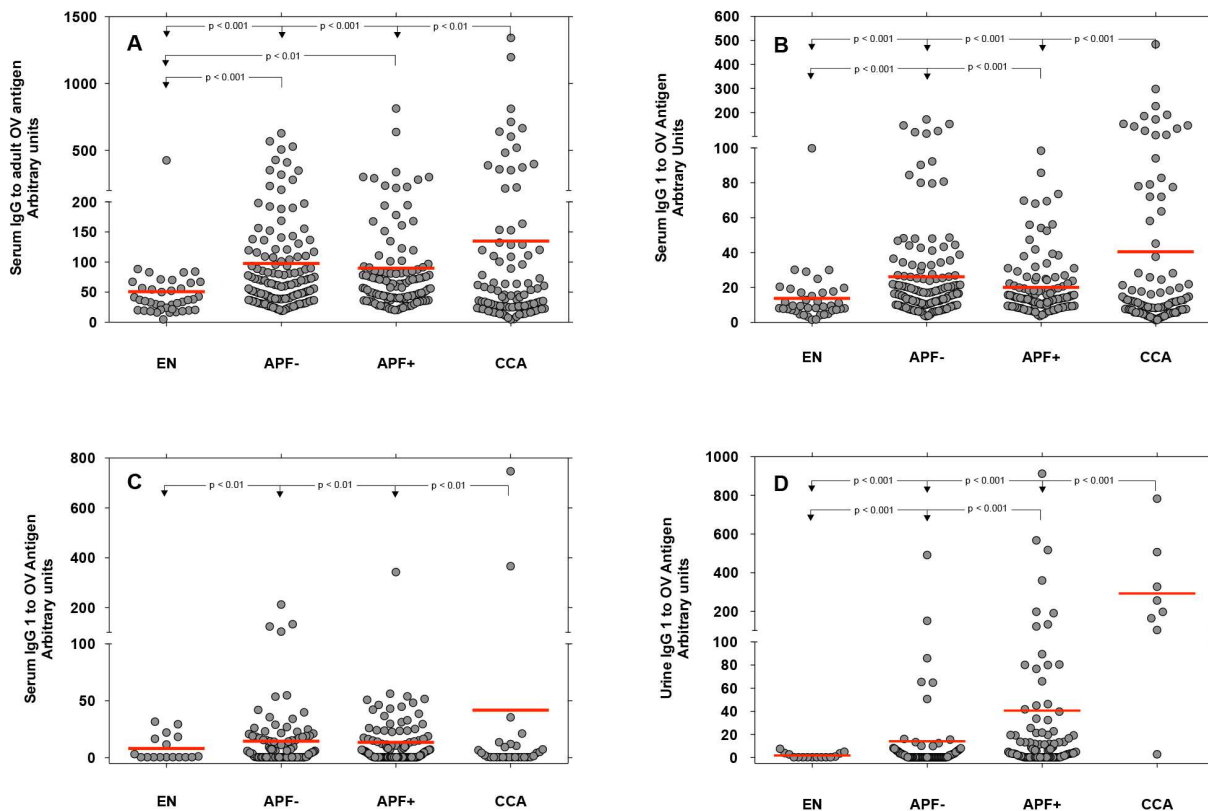 A
Serum IgG to adult OV antigen
Arbitrary units
1500
1000
500
200
150
100
50
0
p < 0.001
p < 0.001
p < 0.01
p < 0.01
p < 0.001
EN
APF-
APF+
CCA
B
Serum IgG 1 to OV Antigen
Arbtrary Units
600
500
400
300
200
100
80
60
40
20
0
p < 0.001
p < 0.001
p < 0.001
p < 0.001
p < 0.001
EN
APF-
APF+
CCA
C
Serum IgG 1 to OV Antigen
Arbitrary units
800
600
400
200
100
50
0
p < 0.01
p < 0.01
p < 0.01
EN
APF-
APF+
CCA
D
Urine IgG 1 to OV Antigen
Arbitrary units
1000
800
600
400
200
100
80
60
40
20
0
p < 0.001
p < 0.001
p < 0.001
p < 0.001
p < 0.001
EN
APF-
APF+
CCA